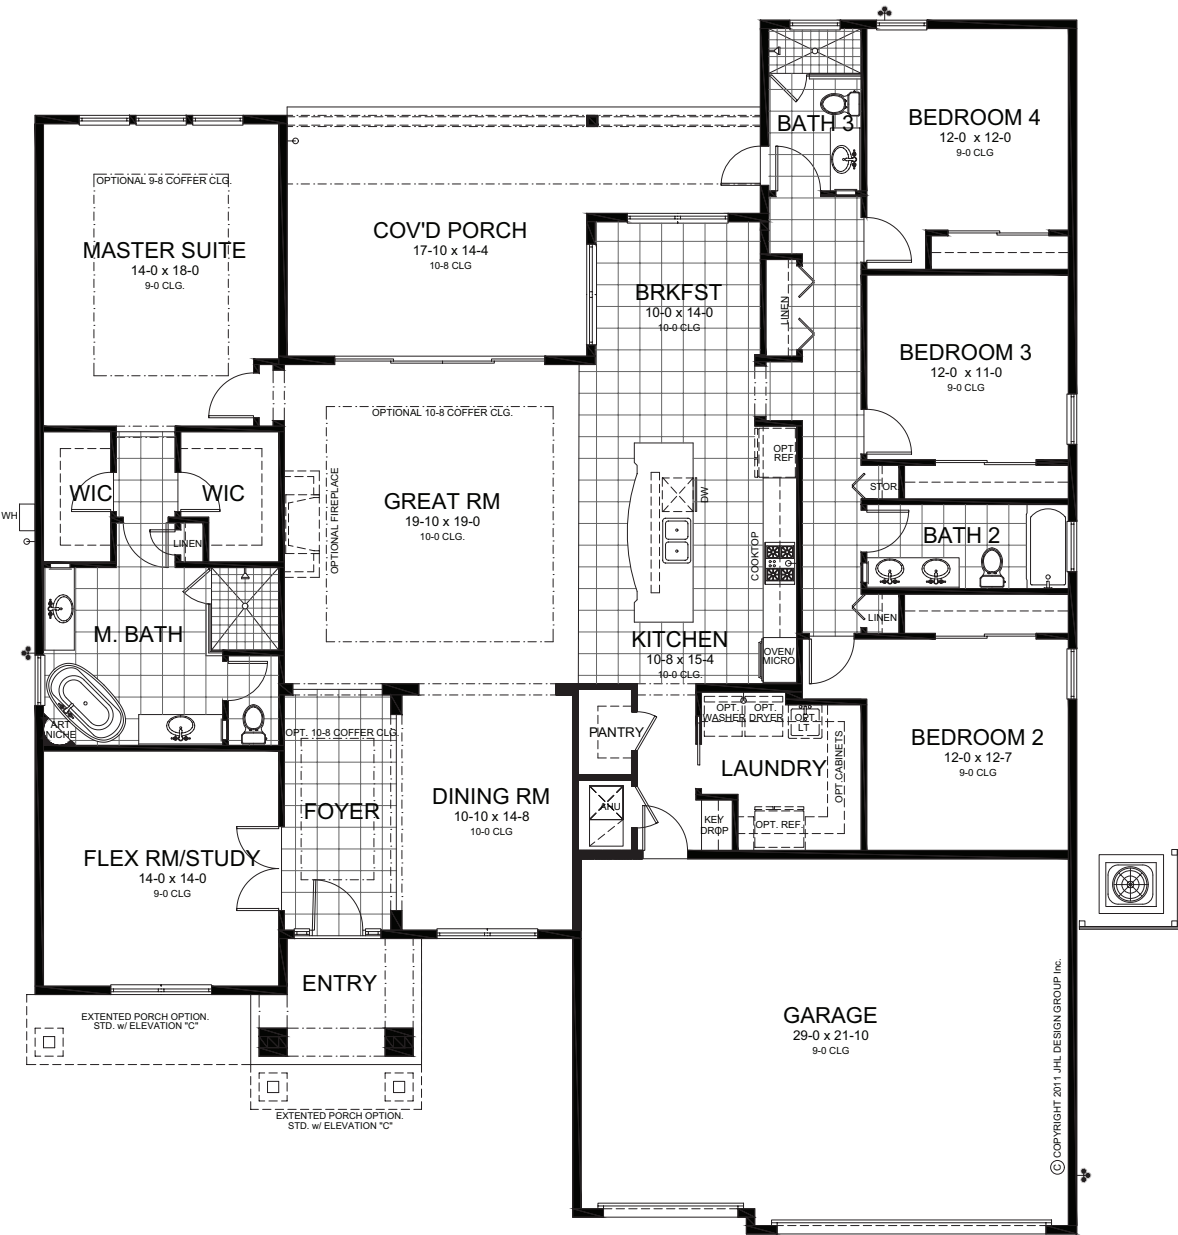 BATH 3
BEDROOM 4
12-0 x 12-0
9-0 CLG
OPTIONAL 9-8 COFFER CLG.
MASTER SUITE
14-0 x 18-0
9-0 CLG.
COV'D PORCH
17-10 x 14-4
10-8 CLG
BRKFST
10-0 x 14-0
10-0 CLG
LINEN
BEDROOM 3
12-0 x 11-0
9-0 CLG
OPTIONAL 10-8 COFFER CLG.
OPT
REF
WIC
WIC
GREAT RM
19-10 x 19-0
10-0 CLG.
OPTIONAL FIREPLACE
DW
STOR.
WH
LINEN
COOKTOP
BATH 2
M. BATH
KITCHEN
10-8 x 15-4
10-0 CLG.
OVEN/
MICRO
LINEN
ART
NICHE
OPT. 10-8 COFFER CLG.
PANTRY
OPT.
WASHER
OPT.
DRYER
OPT.
LT
LAUNDRY
OPT.CABINETS
BEDROOM 2
12-0 x 12-7
9-0 CLG
FOYER
DINING RM
10-10 x 14-8
10-0 CLG
AHU
KEY
DROP
OPT. REF.
FLEX RM/STUDY
14-0 x 14-0
9-0 CLG
ENTRY
EXTENTED PORCH OPTION.
STD. w/ ELEVATION "C"
GARAGE
29-0 x 21-10
9-0 CLG
EXTENTED PORCH OPTION.
STD. w/ ELEVATION "C"
© COPYRIGHT 2011 JHL DESIGN GROUP Inc.